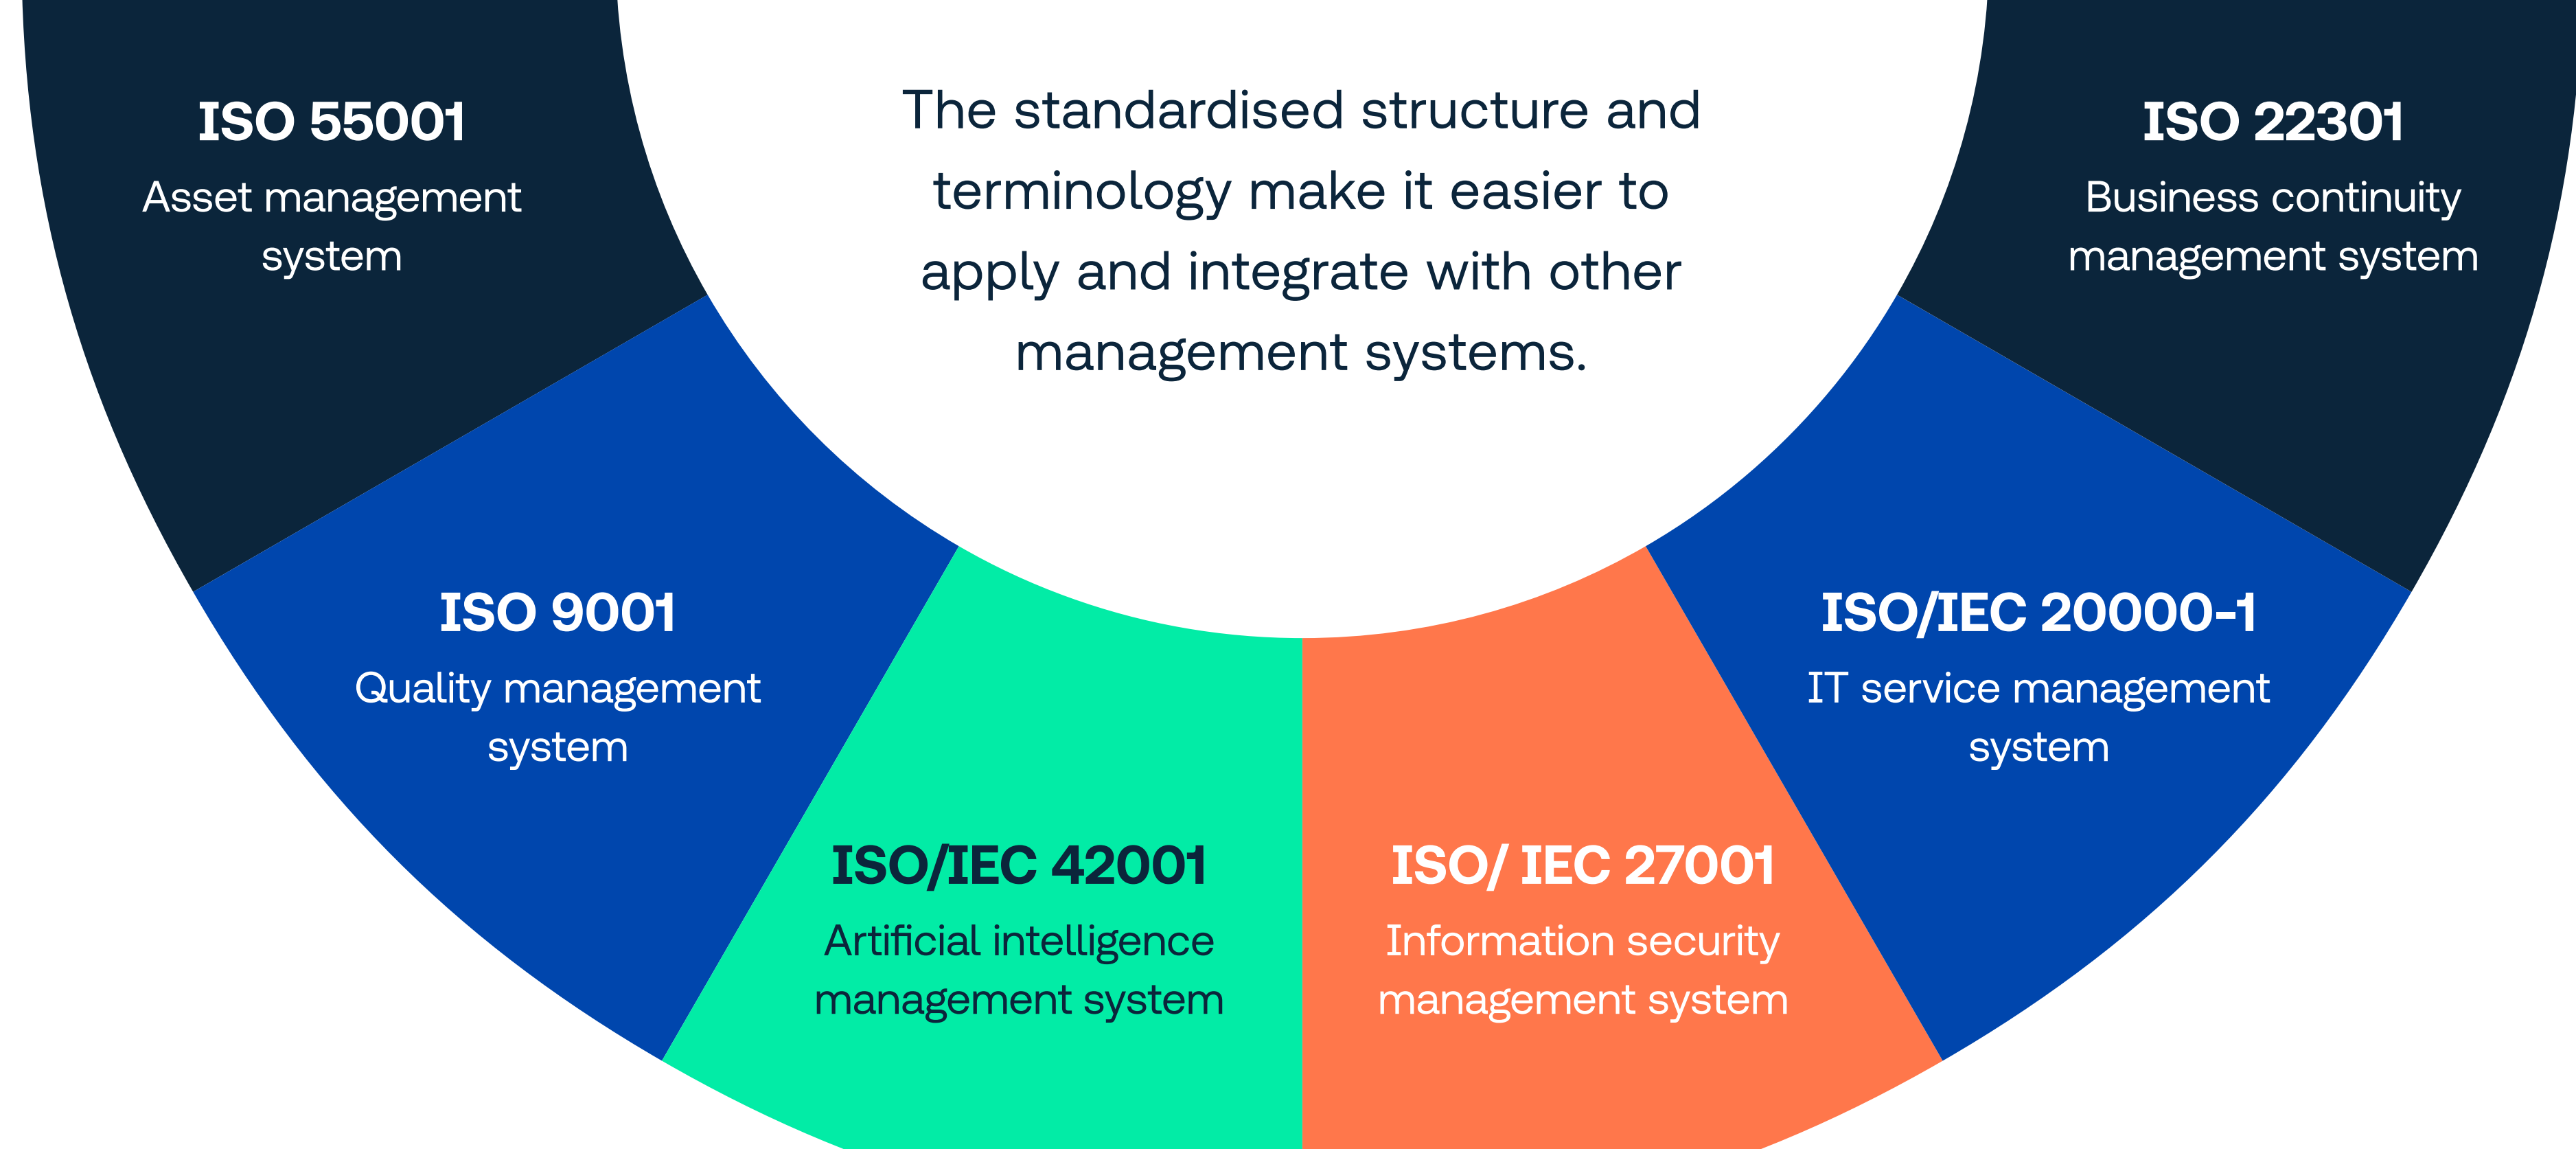 The standardised structure and
terminology make it easier to
apply and integrate with other
management systems.
ISO 55001
Asset management
system
ISO 9001
Quality management
system
ISO/IEC 42001
Artificial intelligence
management system
ISO/ IEC 27001
Information security
management system
ISO/IEC 20000-1
IT service management
system
ISO 22301
Business continuity
management system